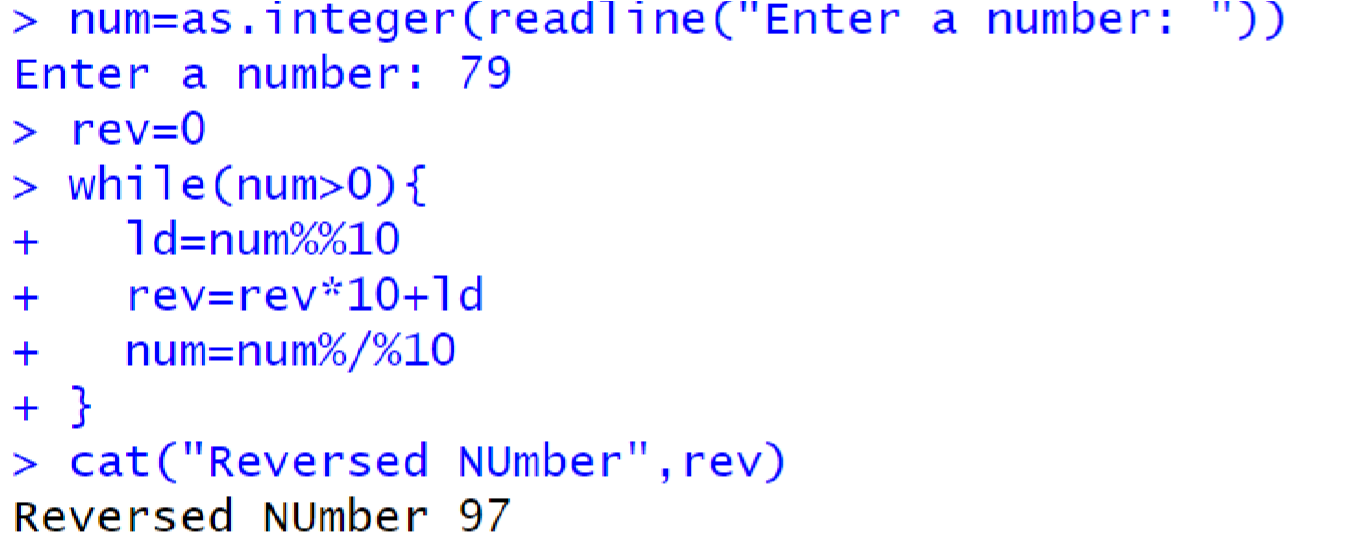 > num=as.integer(readline("Enter a number: "))
Enter a number: 79
> rev=0
> while(num>0){
+   ld=num%%10
+   rev=rev*10+ld
+   num=num%/%10
+ }
> cat("Reversed NUmber",rev)
Reversed NUmber 97